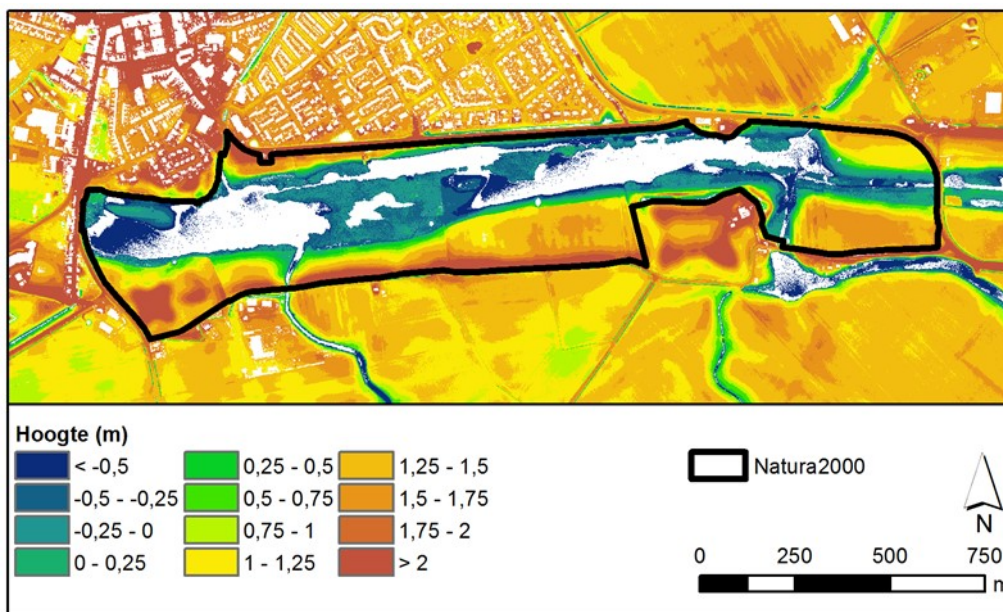 Hoogte (m)
< -0,5
-0,5 - -0,25
-0,25 - 0
0 - 0,25
0,25 - 0,5
0,5 - 0,75
0,75 - 1
1 - 1,25
1,25 - 1,5
1,5 - 1,75
1,75 - 2
> 2
Natura2000
N
0 250 500 750
m